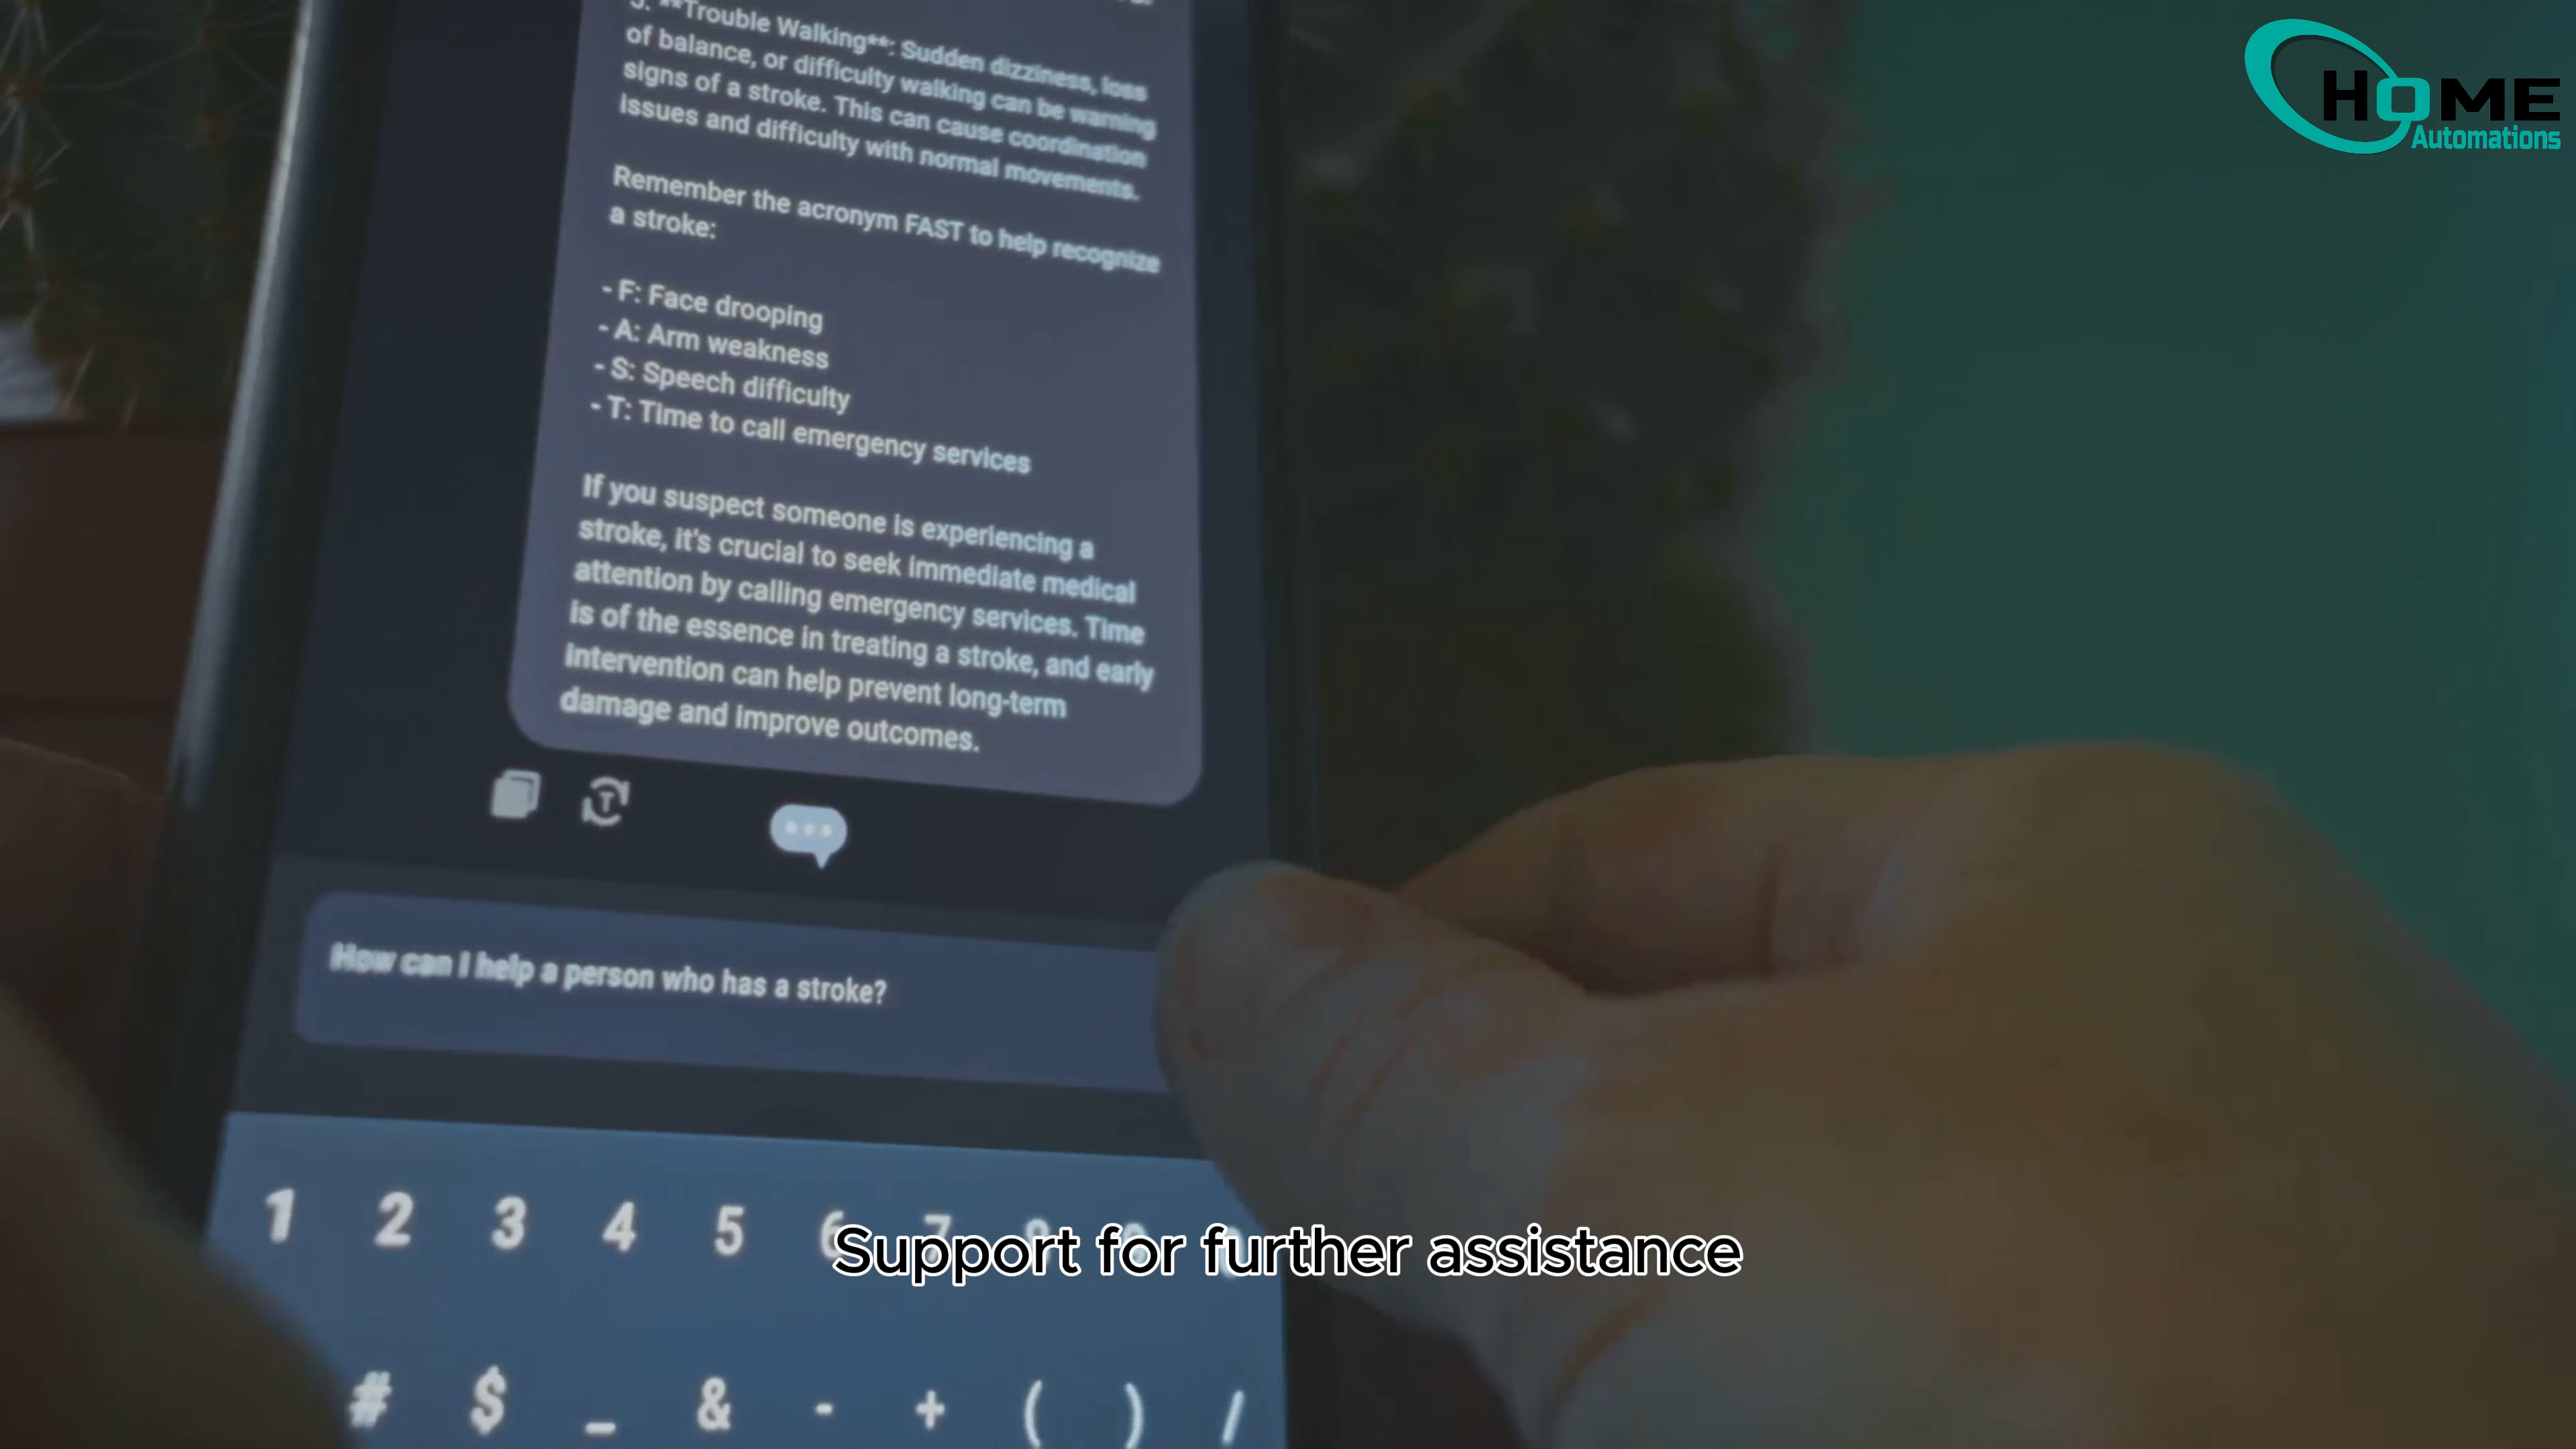 HOME
Automations
5. **Trouble Walking**: Sudden dizziness, loss
of balance, or difficulty walking can be warning
signs of a stroke. This can cause coordination
issues and difficulty with normal movements.
Remember the acronym FAST to help recognize
a stroke:
- F: Face drooping
- A: Arm weakness
- S: Speech difficulty
- T: Time to call emergency services
If you suspect someone is experiencing a
stroke, it's crucial to seek immediate medical
attention by calling emergency services. Time
is of the essence in treating a stroke, and early
intervention can help prevent long-term
damage and improve outcomes.
How can I help a person who has a stroke?
1 2 3 4 5 6 7 8 9
Support for further assistance
# $ _ & - + ( ) /